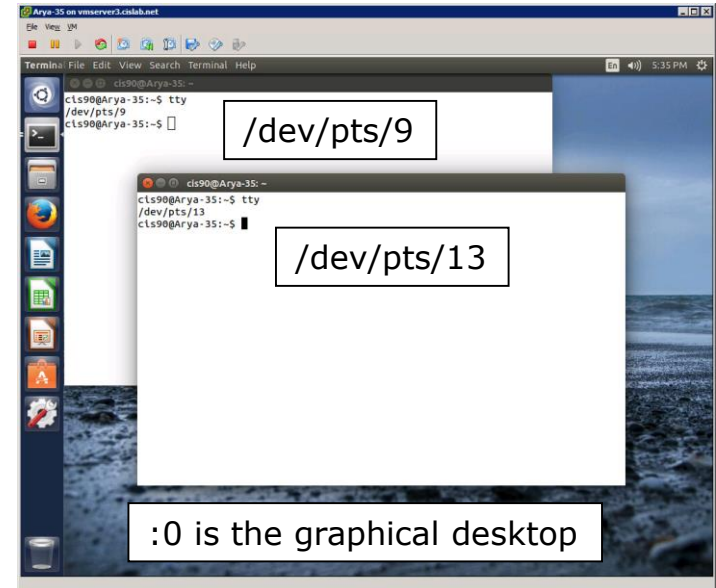 Arya-35 on vmserver3.cislab.net
File View VM
Terminal File Edit View Search Terminal Help
En 5:35 PM
cis90@Arya-35: ~
cis90@Arya-35:~$ tty
/dev/pts/9
cis90@Arya-35:~$
/dev/pts/9
cis90@Arya-35: ~
cis90@Arya-35:~$ tty
/dev/pts/13
cis90@Arya-35:~$
/dev/pts/13
:0 is the graphical desktop